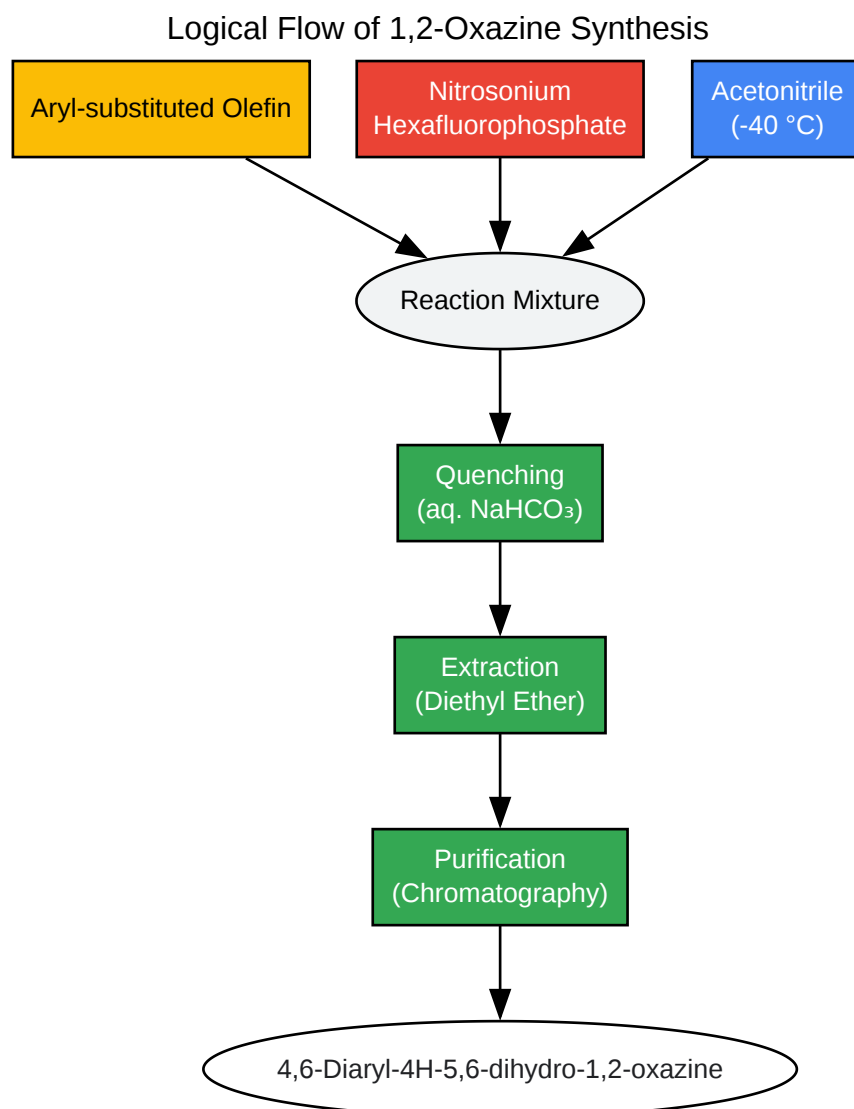 Logical Flow of 1,2-Oxazine Synthesis
Aryl-substituted Olefin
Nitrosonium
Hexafluorophosphate
Acetonitrile
(-40 °C)
Reaction Mixture
Quenching
(aq. NaHCO₃)
Extraction
(Diethyl Ether)
Purification
(Chromatography)
4,6-Diaryl-4H-5,6-dihydro-1,2-oxazine